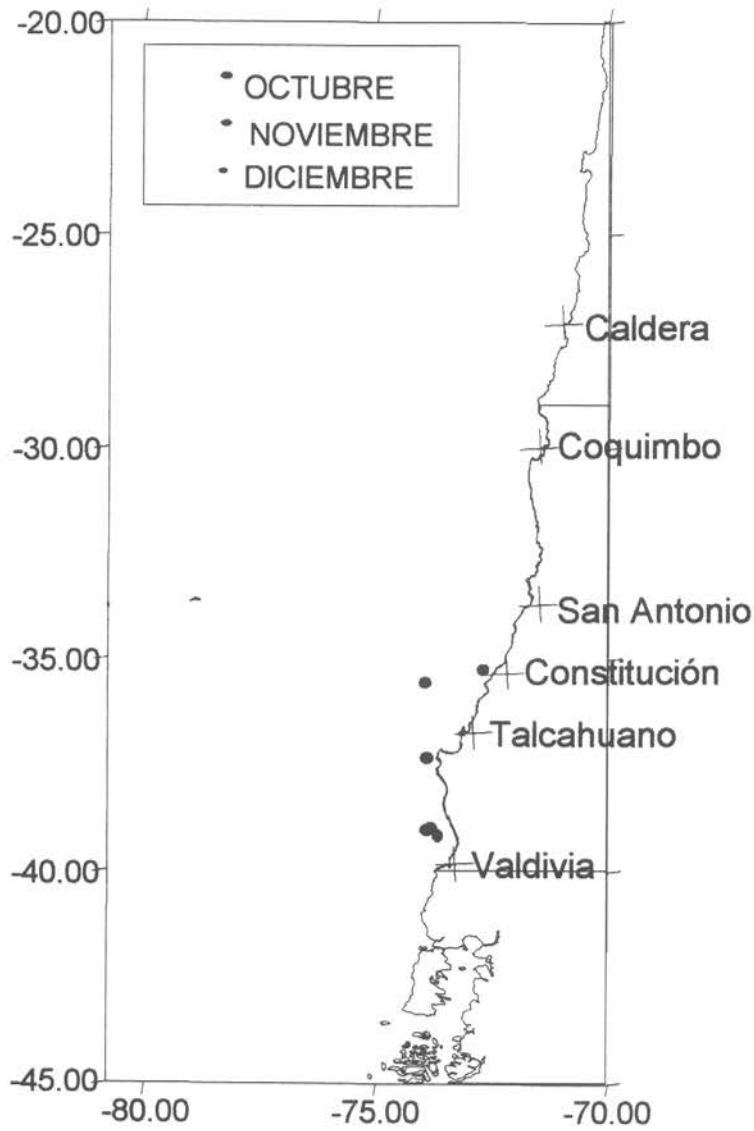 -20.00
OCTUBRE
NOVIEMBRE
DICIEMBRE
-25.00
Caldera
-30.00
Coquimbo
San Antonio
-35.00
Constitución
Talcahuano
-40.00
Valdivia
-45.00
-80.00 -75.00 -70.00